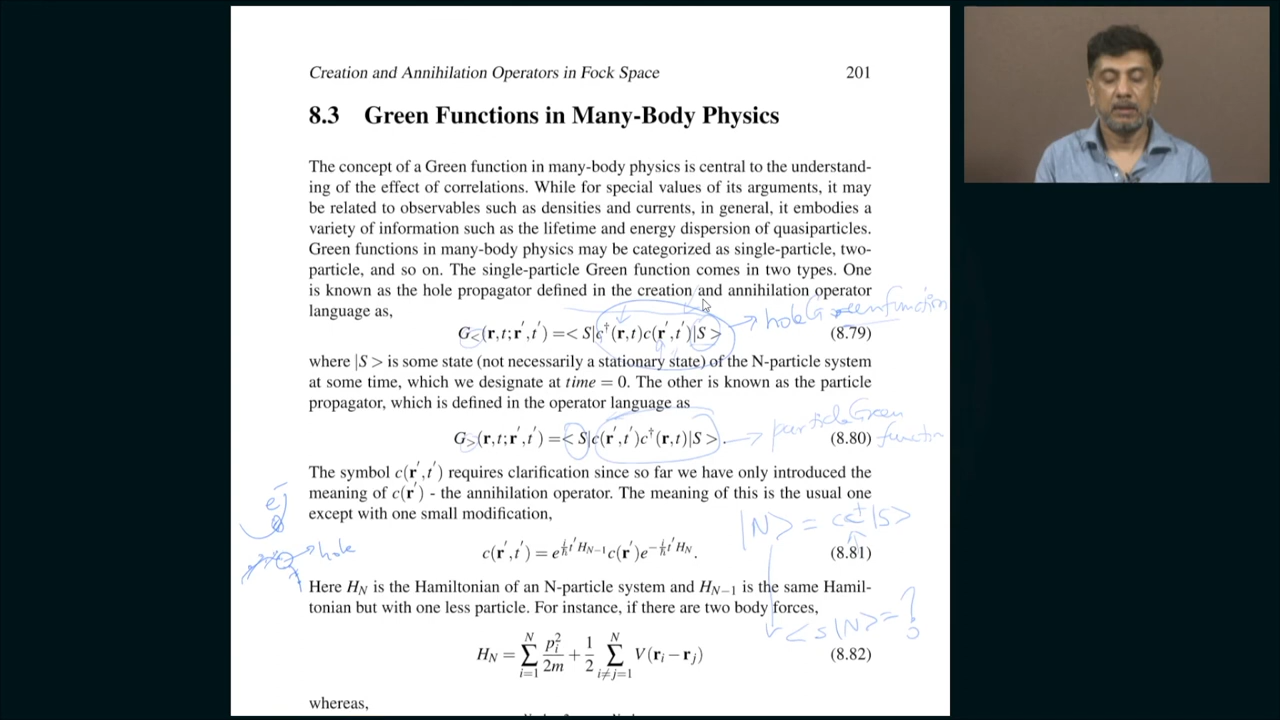 Creation and Annihilation Operators in Fock Space 201
8.3 Green Functions in Many-Body Physics
The concept of a Green function in many-body physics is central to the understand-
ing of the effect of correlations. While for special values of its arguments, it may
be related to observables such as densities and currents, in general, it embodies a
variety of information such as the lifetime and energy dispersion of quasiparticles.
Green functions in many-body physics may be categorized as single-particle, two-
particle, and so on. The single-particle Green function comes in two types. One
is known as the hole propagator defined in the creation and annihilation operator
language as,
hole Green function
G<(r,t;r′,t′) =< S|c†(r,t)c(r′,t′)|S > (8.79)
where |S > is some state (not necessarily a stationary state) of the N-particle system
at some time, which we designate at time = 0. The other is known as the particle
propagator, which is defined in the operator language as
particle Green function
G>(r,t;r′,t′) =< S|c(r′,t′)c†(r,t)|S > . (8.80)
The symbol c(r′,t′) requires clarification since so far we have only introduced the
meaning of c(r′) - the annihilation operator. The meaning of this is the usual one
except with one small modification,
|N> = cc†|S>
e⁻
hole
c(r′,t′) = e^{i/ħ t′H_{N−1}} c(r′)e^{−i/ħ t′H_N}. (8.81)
Here H_N is the Hamiltonian of an N-particle system and H_{N−1} is the same Hamil-
tonian but with one less particle. For instance, if there are two body forces,
<S|N> = ?
H_N = ∑_{i=1}^{N} p_i²/2m + 1/2 ∑_{i≠j=1}^{N} V(r_i − r_j) (8.82)
whereas,